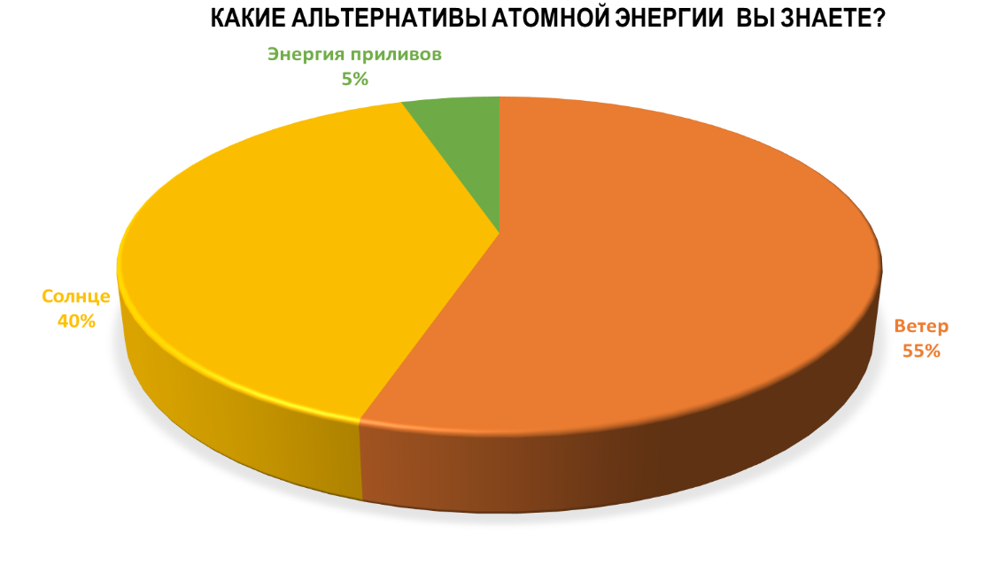 КАКИЕ АЛЬТЕРНАТИВЫ АТОМНОЙ ЭНЕРГИИ ВЫ ЗНАЕТЕ?
Энергия приливов
5%
Солнце
40%
Ветер
55%